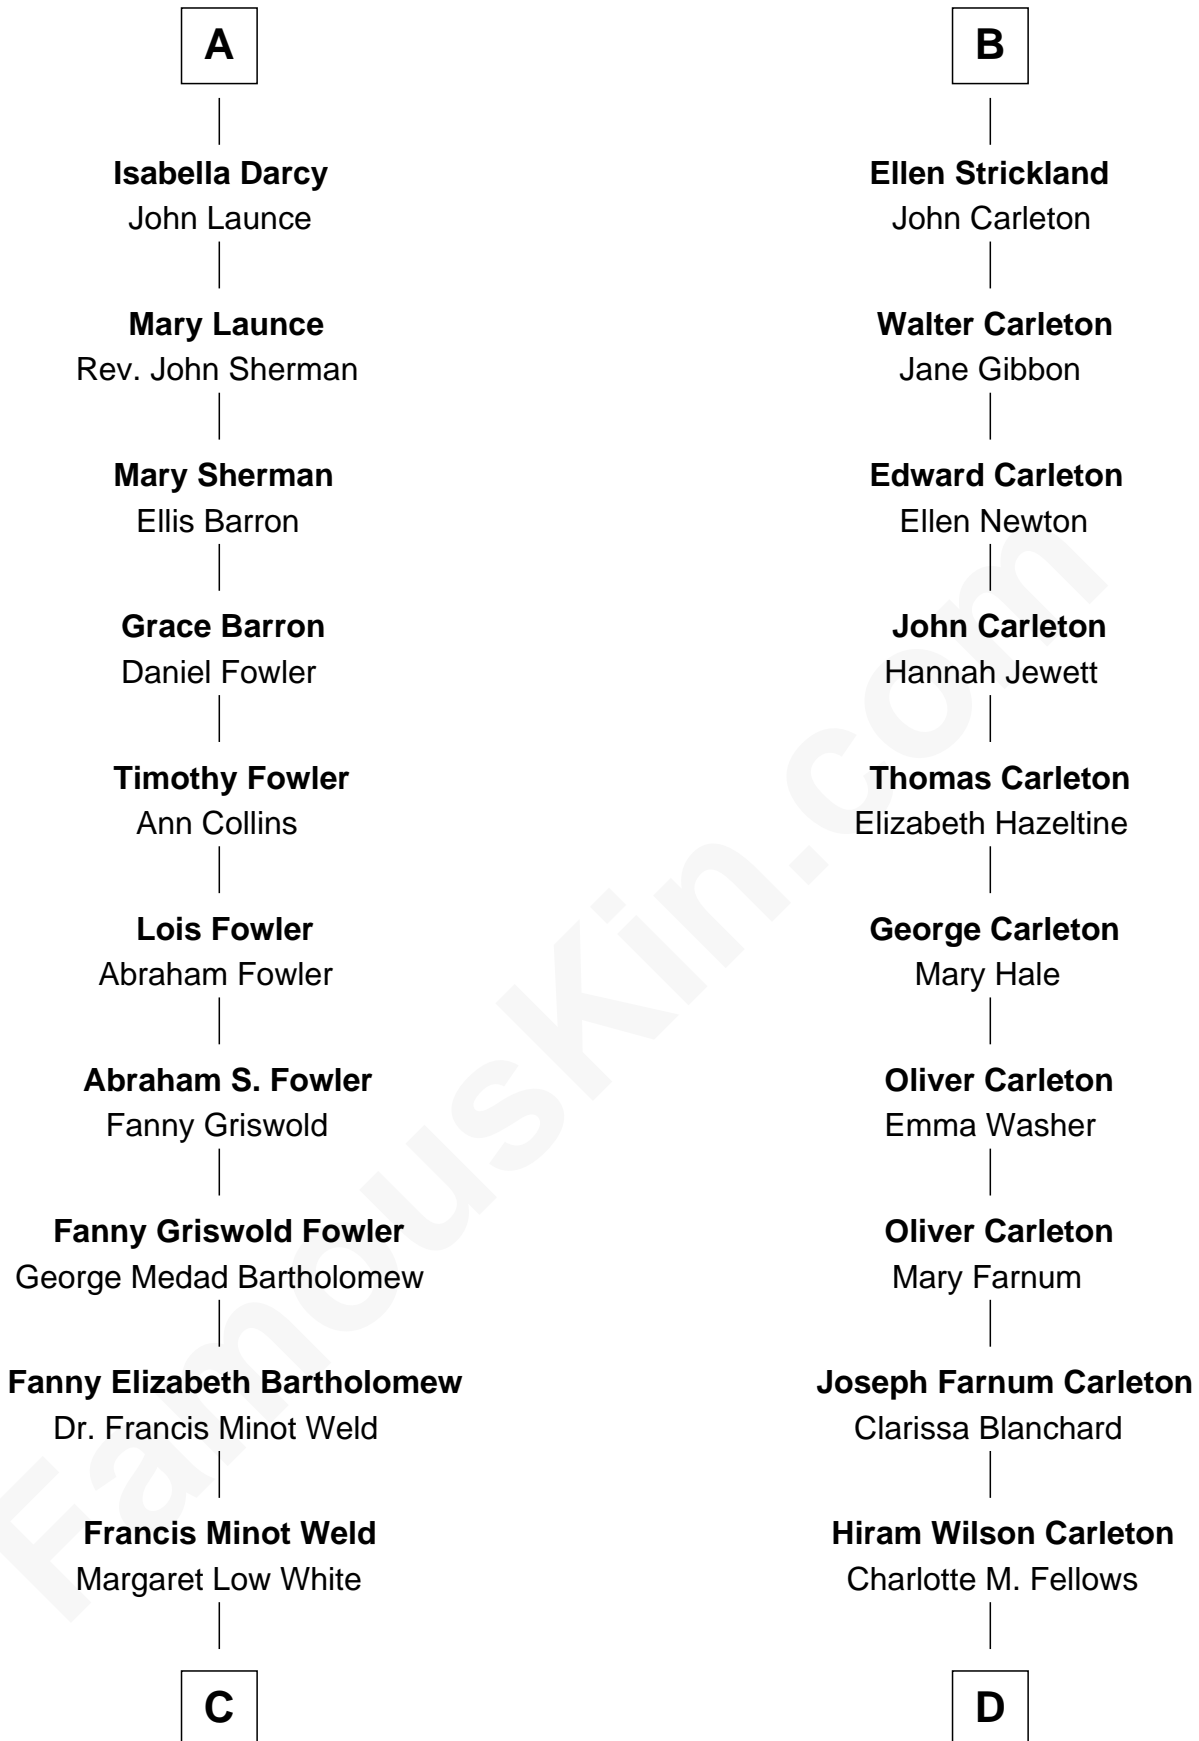 A
Isabella Darcy
John Launce
Mary Launce
Rev. John Sherman
Mary Sherman
Ellis Barron
Grace Barron
Daniel Fowler
Timothy Fowler
Ann Collins
Lois Fowler
Abraham Fowler
Abraham S. Fowler
Fanny Griswold
Fanny Griswold Fowler
George Medad Bartholomew
Fanny Elizabeth Bartholomew
Dr. Francis Minot Weld
Francis Minot Weld
Margaret Low White
C
B
Ellen Strickland
John Carleton
Walter Carleton
Jane Gibbon
Edward Carleton
Ellen Newton
John Carleton
Hannah Jewett
Thomas Carleton
Elizabeth Hazeltine
George Carleton
Mary Hale
Oliver Carleton
Emma Washer
Oliver Carleton
Mary Farnum
Joseph Farnum Carleton
Clarissa Blanchard
Hiram Wilson Carleton
Charlotte M. Fellows
D
FamousKin.com